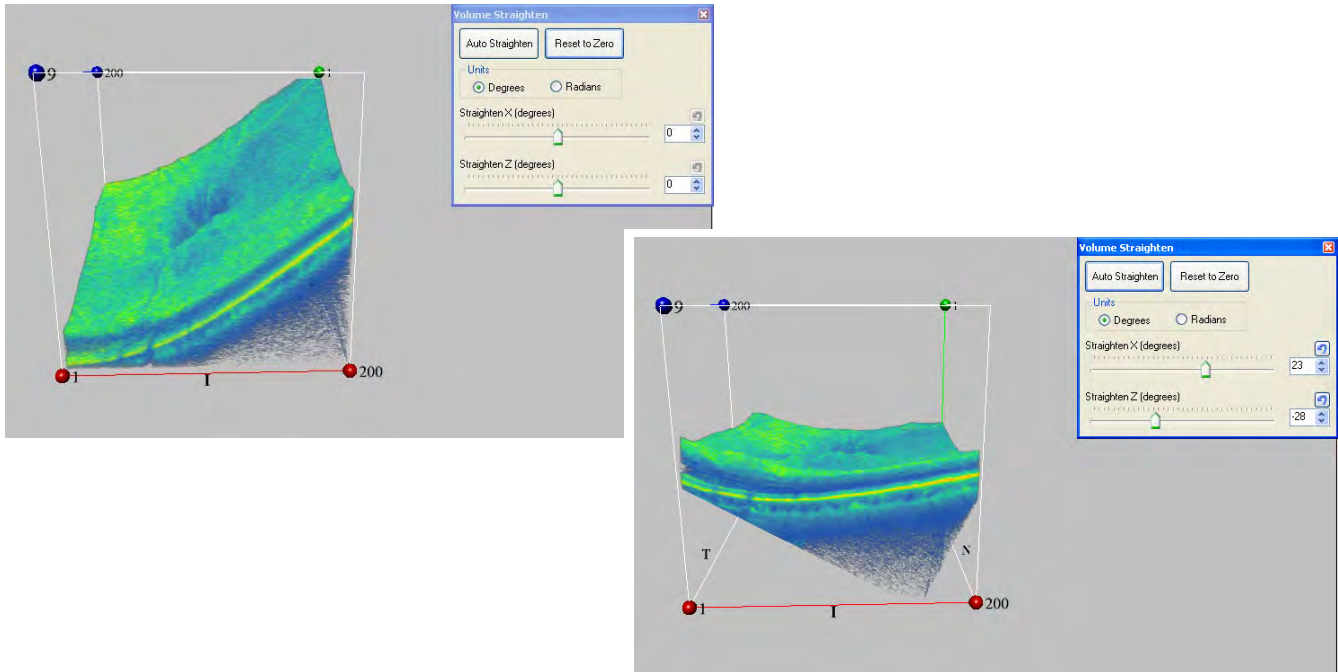 Volume Straighten
Auto Straighten Reset to Zero
Units
Degrees Radians
Straighten X (degrees)
0
Straighten Z (degrees)
0
9 200 1
1 I 200
Volume Straighten
Auto Straighten Reset to Zero
Units
Degrees Radians
Straighten X (degrees)
23
Straighten Z (degrees)
-28
9 200 1
T N
1 I 200